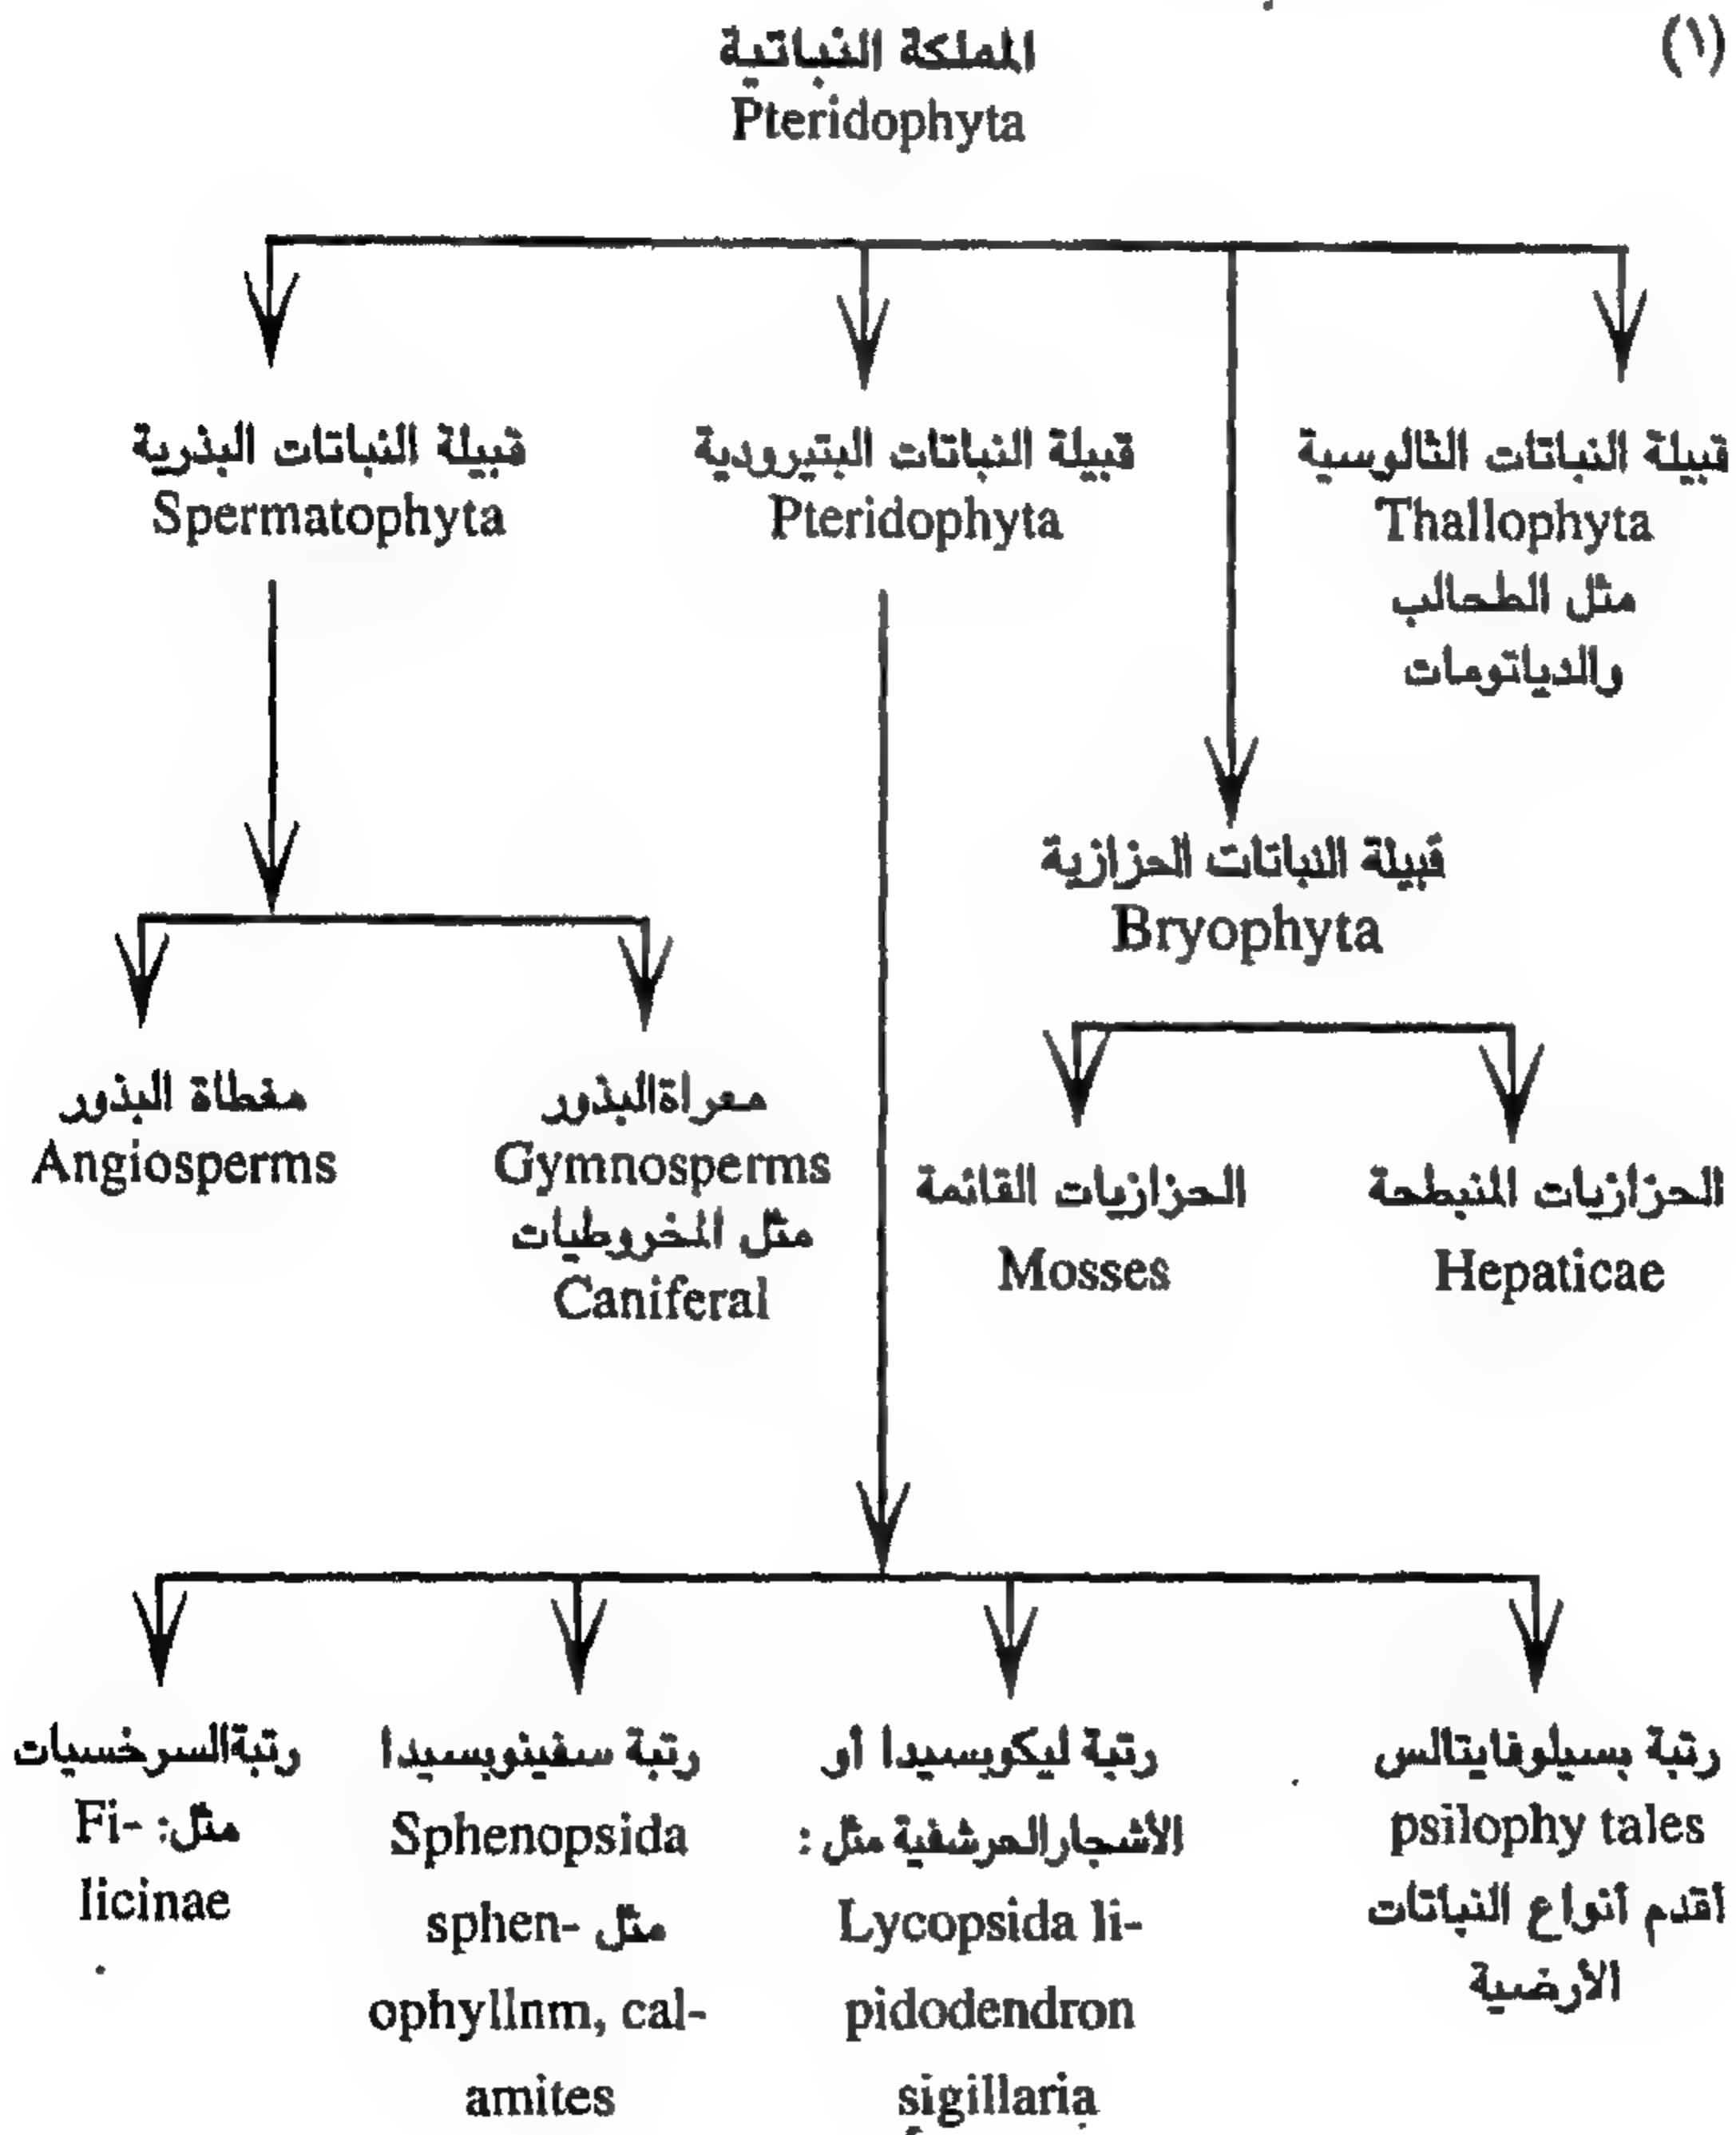 (١)
المملكة النباتية
Pteridophyta
قبيلة النباتات الثالوسية
Thallophyta
مثل الطحالب
والدياتومات
قبيلة النباتات البتيرودية
Pteridophyta
قبيلة النباتات البذرية
Spermatophyta
قبيلة النباتات الحزازية
Bryophyta
الحزازيات المنبطحة
Hepaticae
الحزازيات القائمة
Mosses
معراةالبذور
Gymnosperms
مثل المخروطيات
Caniferal
مغطاة البذور
Angiosperms
رتبة بسيلوفايتالس
psilophy tales
أقدم أنواع النباتات
الأرضية
رتبة ليكوبسيدا أو
الأشجارالحرشفية مثل :
Lycopsida li-
pidodendron
sigillaria
رتبة سفينوبسيدا
Sphenopsida
مثل sphen-
ophyllnm, cal-
amites
رتبةالسرخسيات
مثل: Fi-
licinae